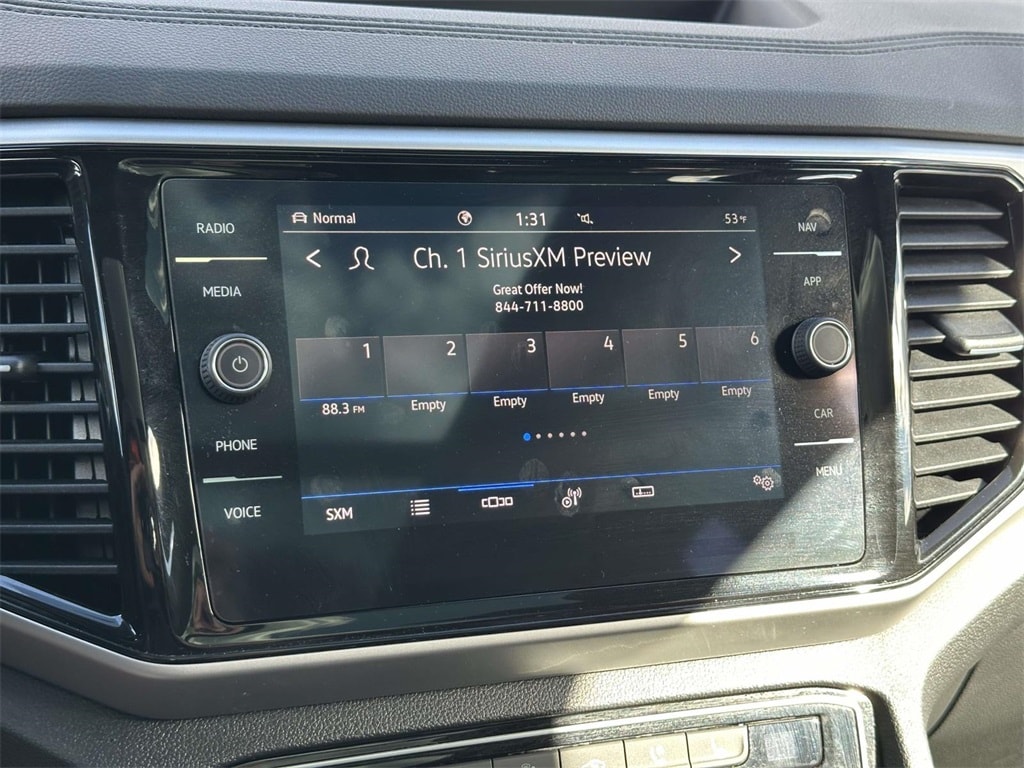 RADIO
MEDIA
PHONE
VOICE
Normal 1:31 53°F
< Ch. 1 SiriusXM Preview >
Great Offer Now!
844-711-8800
1 2 3 4 5 6
88.3 FM Empty Empty Empty Empty Empty
SXM
NAV
APP
CAR
MENU